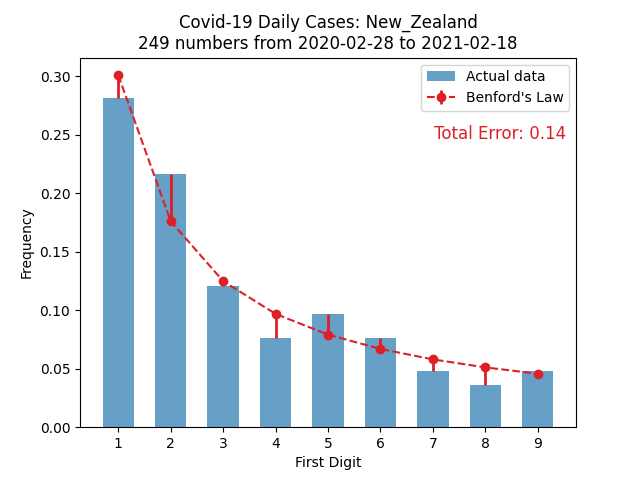 Covid-19 Daily Cases: New_Zealand
249 numbers from 2020-02-28 to 2021-02-18
Actual data
Benford's Law
Total Error: 0.14
Frequency
0.30
0.25
0.20
0.15
0.10
0.05
0.00
1 2 3 4 5 6 7 8 9
First Digit